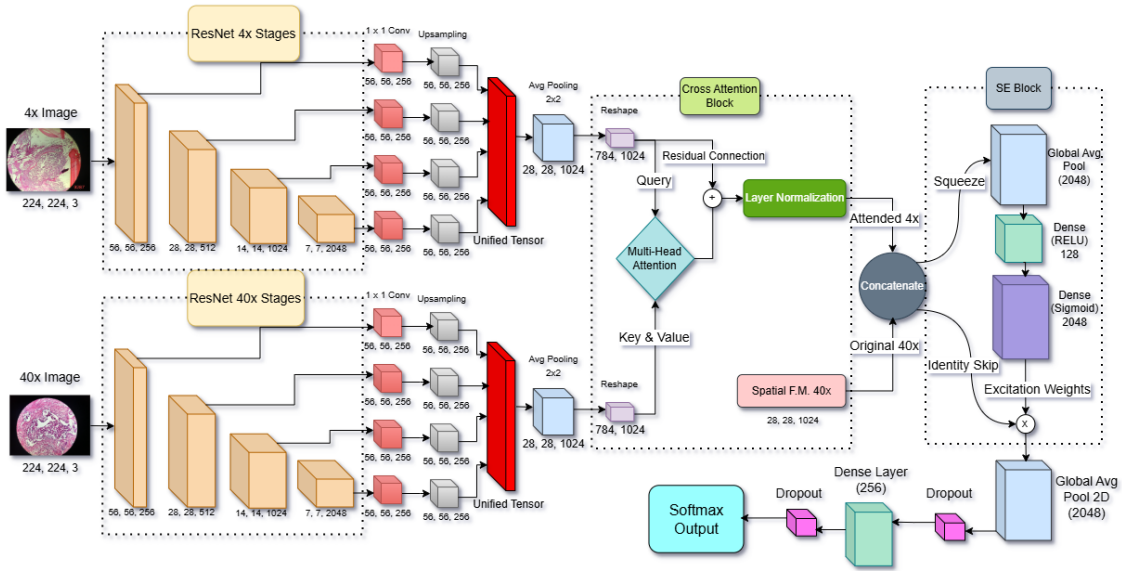 ResNet 4x Stages
1 x 1 Conv
Upsampling
4x Image
224, 224, 3
56, 56, 256
28, 28, 512
14, 14, 1024
7, 7, 2048
56, 56, 256
56, 56, 256
56, 56, 256
56, 56, 256
56, 56, 256
56, 56, 256
56, 56, 256
56, 56, 256
Unified Tensor
Avg Pooling
2x2
28, 28, 1024
Reshape
784, 1024
Cross Attention
Block
Residual Connection
Query
+
Layer Normalization
Multi-Head
Attention
Key & Value
Attended 4x
Concatenate
Original 40x
Spatial F.M. 40x
28, 28, 1024
SE Block
Squeeze
Global Avg
Pool
(2048)
Dense
(RELU)
128
Dense
(Sigmoid)
2048
Identity Skip
Excitation Weights
x
ResNet 40x Stages
1 x 1 Conv
Upsampling
40x Image
224, 224, 3
56, 56, 256
28, 28, 512
14, 14, 1024
7, 7, 2048
56, 56, 256
56, 56, 256
56, 56, 256
56, 56, 256
56, 56, 256
56, 56, 256
56, 56, 256
56, 56, 256
Unified Tensor
Avg Pooling
2x2
28, 28, 1024
Reshape
784, 1024
Global Avg
Pool 2D
(2048)
Dropout
Dense Layer
(256)
Dropout
Softmax
Output